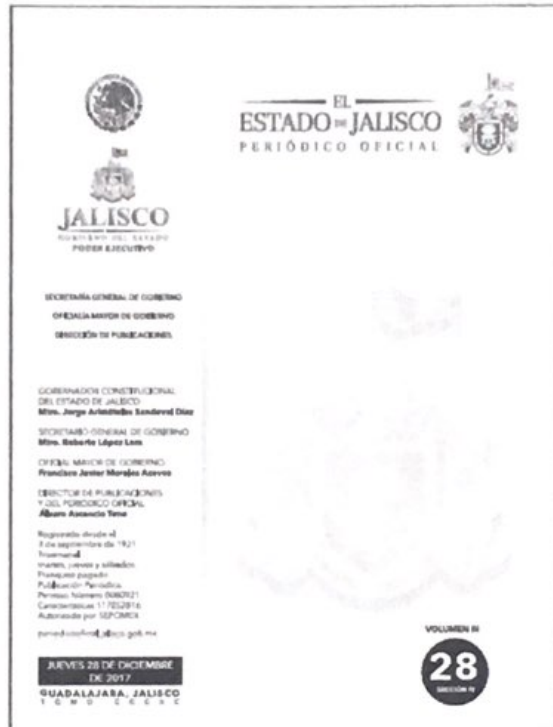 EL
ESTADO DE JALISCO
PERIÓDICO OFICIAL
JALISCO
GOBIERNO DEL ESTADO
PODER EJECUTIVO
SECRETARÍA GENERAL DE GOBIERNO
OFICIALÍA MAYOR DE GOBIERNO
DIRECCIÓN DE PUBLICACIONES
GOBERNADOR CONSTITUCIONAL
DEL ESTADO DE JALISCO
Mtro. Jorge Aristóteles Sandoval Díaz
SECRETARIO GENERAL DE GOBIERNO
Mtro. Roberto López Lara
OFICIAL MAYOR DE GOBIERNO
Francisco Javier Morales Aceves
DIRECTOR DE PUBLICACIONES
Y DEL PERIÓDICO OFICIAL
Álvaro Ascencio Tene
Registrado desde el
3 de septiembre de 1921
Trisemanal:
martes, jueves y sábados
Franqueo pagado
Publicación Periódica
Permiso Número 0080921
Características 117252816
Autorizado por SEPOMEX
periodicooficial.jalisco.gob.mx
JUEVES 28 DE DICIEMBRE
DE 2017
GUADALAJARA, JALISCO
TOMO CCCXC
VOLUMEN III
28
SECCIÓN IV